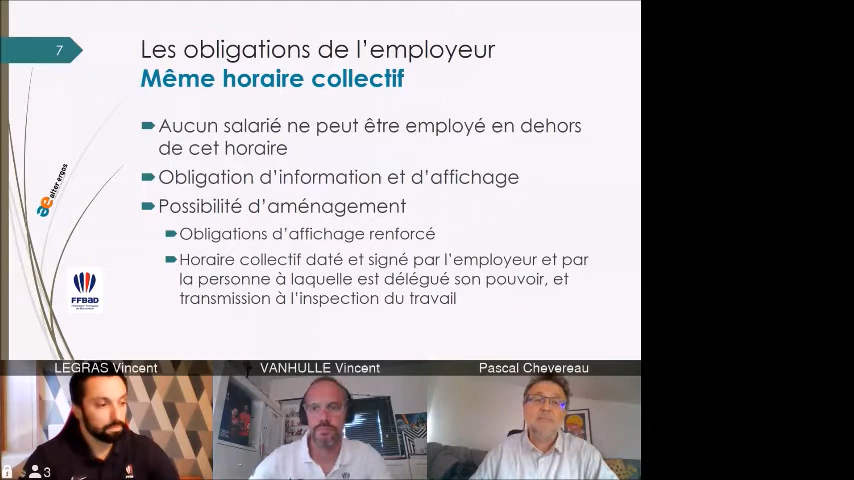 7
Les obligations de l'employeur
Même horaire collectif
Aucun salarié ne peut être employé en dehors
de cet horaire
Obligation d'information et d'affichage
Possibilité d'aménagement
Obligations d'affichage renforcé
Horaire collectif daté et signé par l'employeur et par
la personne à laquelle est délégué son pouvoir, et
transmission à l'inspection du travail
ae alter ergos
FFBAD
LEGRAS Vincent
VANHULLE Vincent
Pascal Chevereau
3